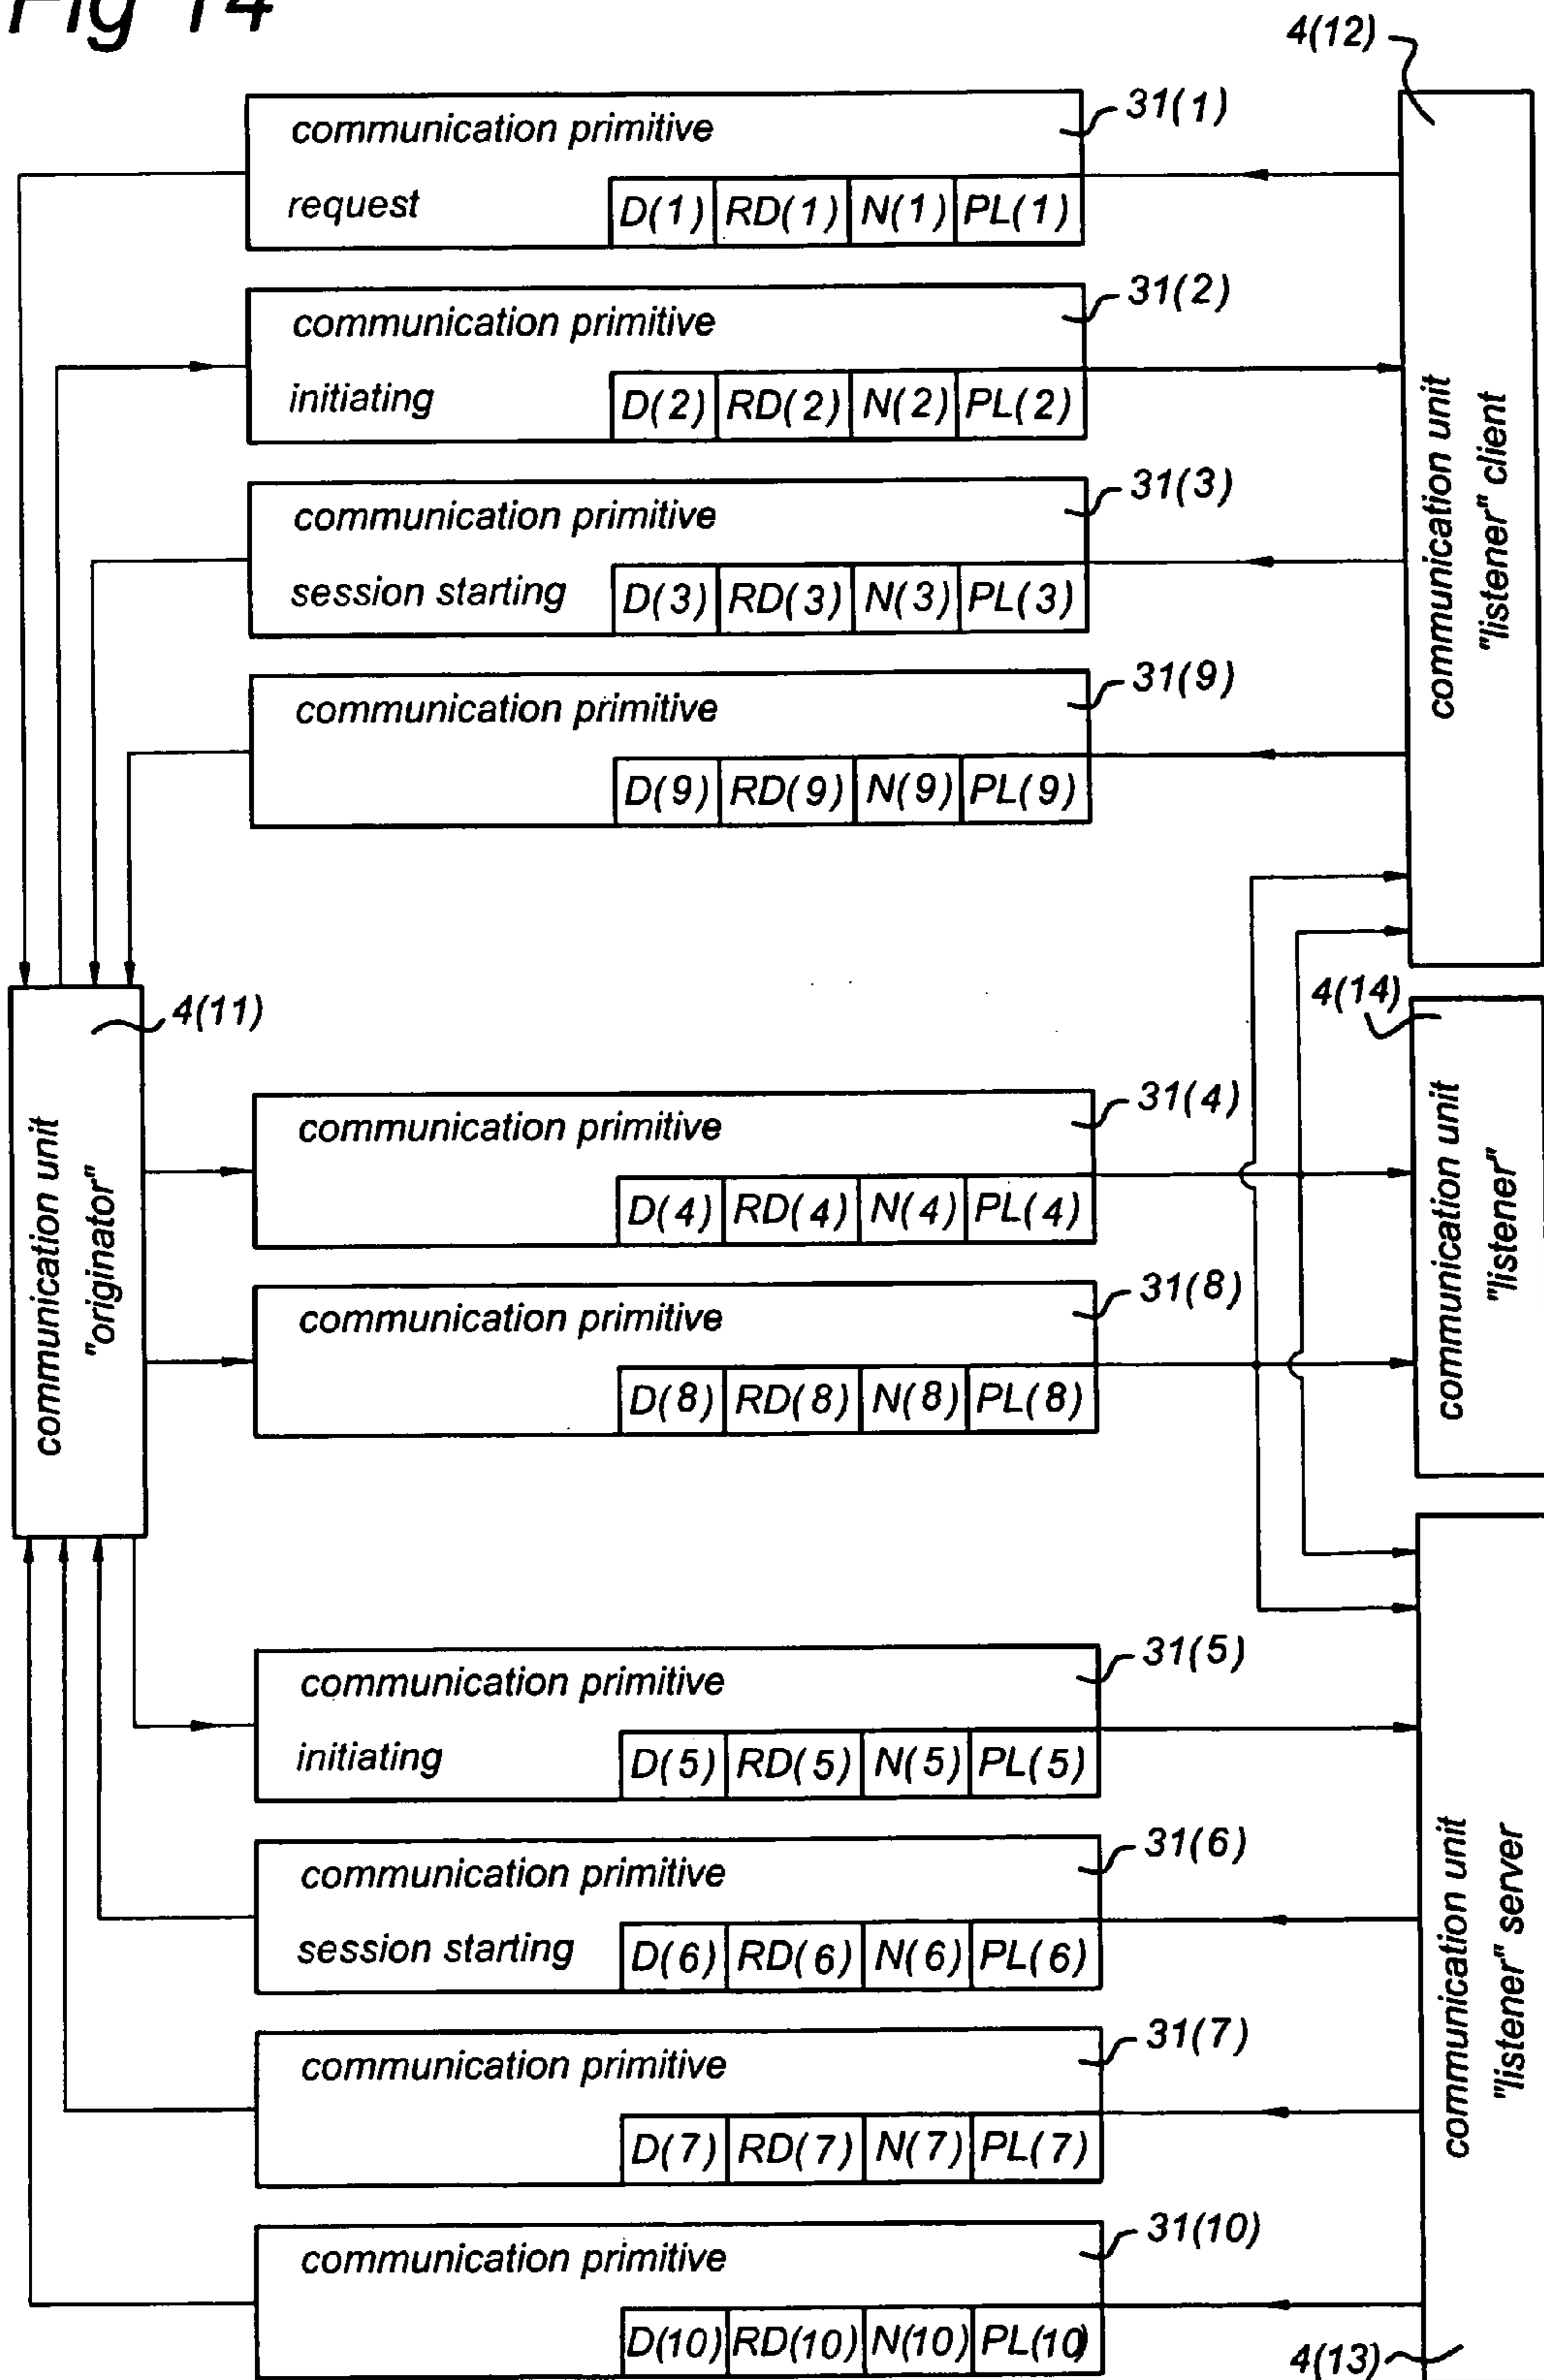 Fig 14
4(12)
communication primitive
31(1)
request
D(1) RD(1) N(1) PL(1)
communication primitive
31(2)
initiating
D(2) RD(2) N(2) PL(2)
communication primitive
31(3)
session starting
D(3) RD(3) N(3) PL(3)
communication primitive
31(9)
D(9) RD(9) N(9) PL(9)
communication unit
"listener" client
4(11)
communication unit
"originator"
4(14)
communication primitive
31(4)
D(4) RD(4) N(4) PL(4)
communication primitive
31(8)
D(8) RD(8) N(8) PL(8)
communication unit
"listener"
communication primitive
31(5)
initiating
D(5) RD(5) N(5) PL(5)
communication primitive
31(6)
session starting
D(6) RD(6) N(6) PL(6)
communication primitive
31(7)
D(7) RD(7) N(7) PL(7)
communication primitive
31(10)
D(10) RD(10) N(10) PL(10)
communication unit
"listener" server
4(13)